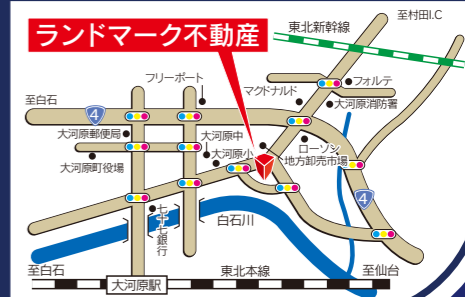 至村田I.C
東北新幹線
ランドマーク不動産
フリーポート
マクドナルド
フォルテ
大河原消防署
至白石
4
大河原郵便局
大河原中
大河原小
ローソン
地方卸売市場
大河原町役場
4
七十七銀行
白石川
至白石
東北本線
至仙台
大河原駅